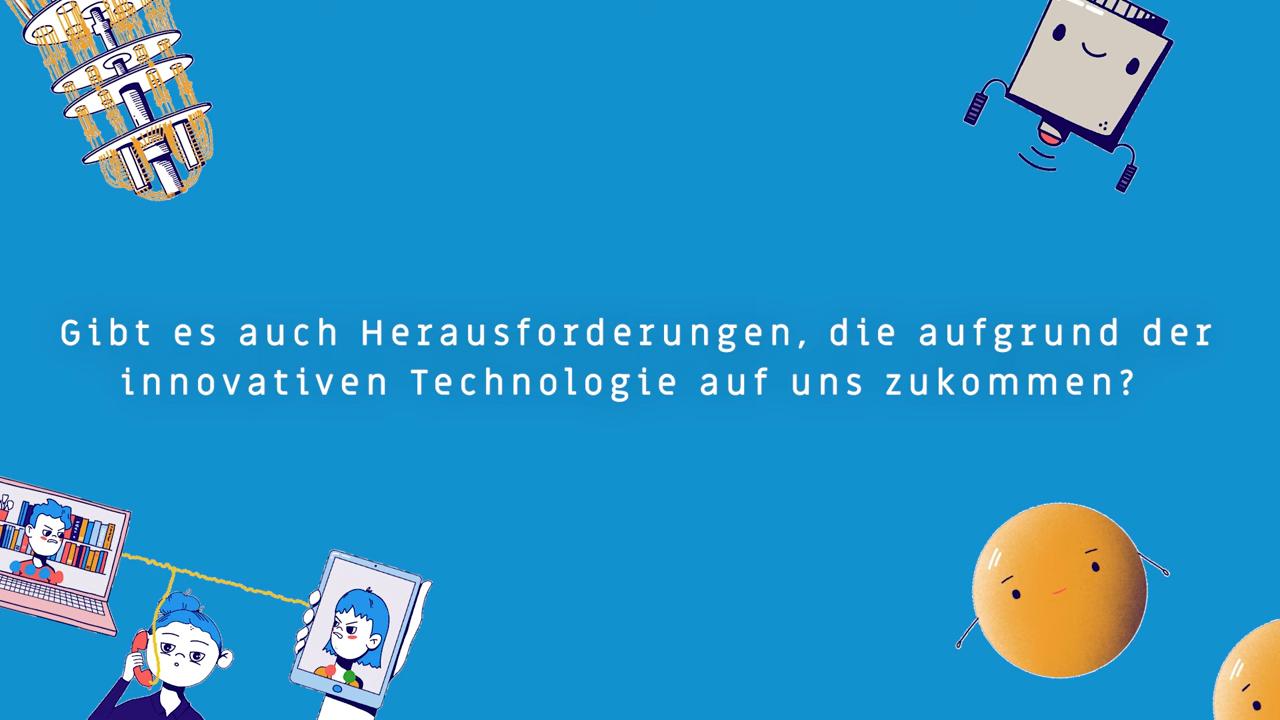 Gibt es auch Herausforderungen, die aufgrund der
innovativen Technologie auf uns zukommen?